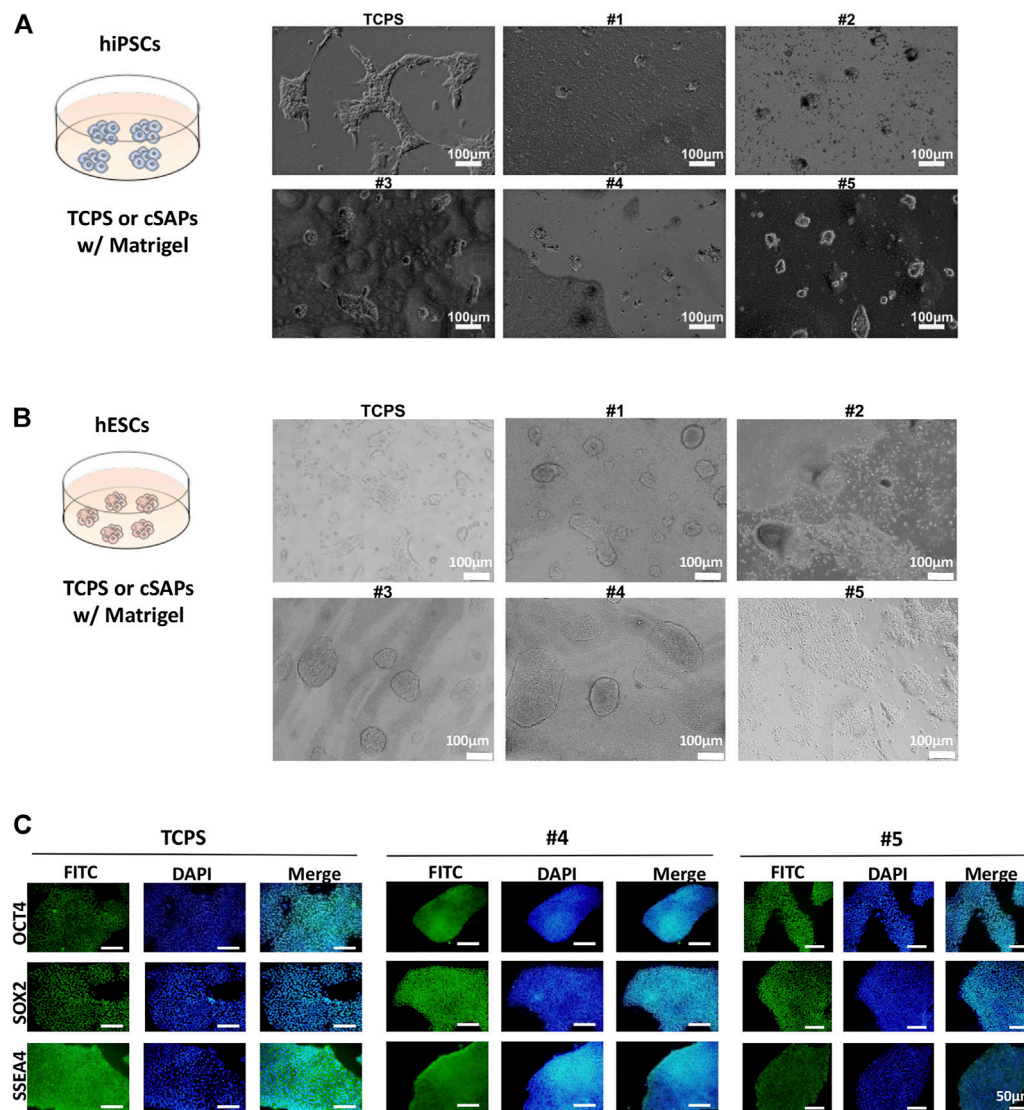 A
hiPSCs
TCPS or cSAPs
w/ Matrigel
TCPS
#1
#2
100μm
100μm
100μm
#3
#4
#5
100μm
100μm
100μm
B
hESCs
TCPS or cSAPs
w/ Matrigel
TCPS
#1
#2
100μm
100μm
100μm
#3
#4
#5
100μm
100μm
100μm
C
TCPS
#4
#5
FITC DAPI Merge FITC DAPI Merge FITC DAPI Merge
OCT4
SOX2
SSEA4
50μm